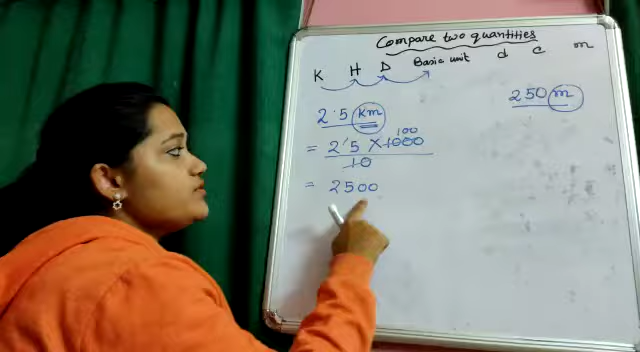 Compare two quantities
K H D Basic unit d c m
2.5 km 250 m
= 2.5 × 1000 100
10
= 2500